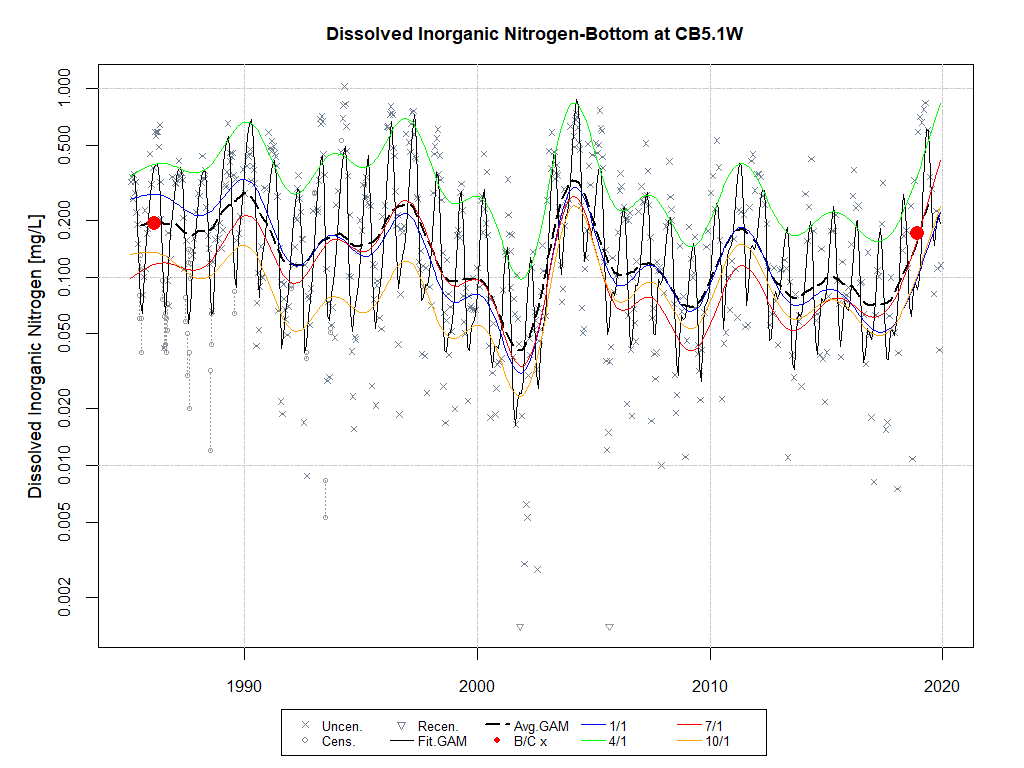 Dissolved Inorganic Nitrogen-Bottom at CB5.1W
Dissolved Inorganic Nitrogen [mg/L]
1.000
0.500
0.200
0.100
0.050
0.020
0.010
0.005
0.002
1990 2000 2010 2020
Uncen. Recen. Avg.GAM 1/1 7/1
Cens. Fit.GAM B/C x 4/1 10/1